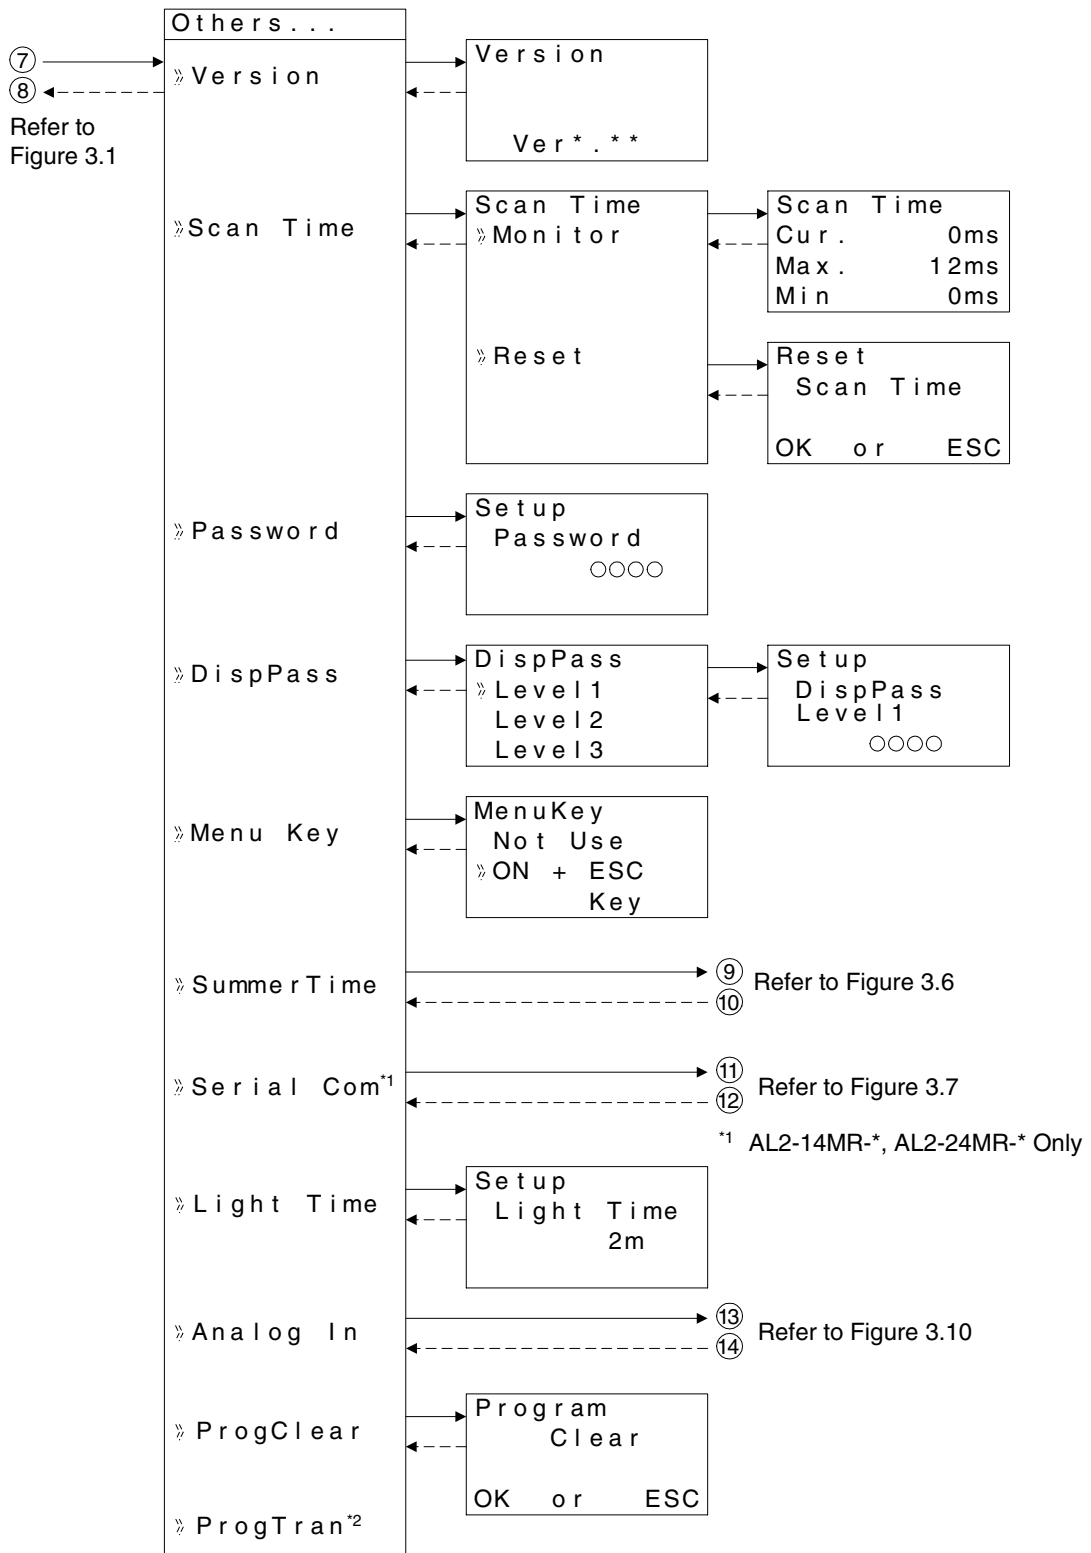 Others...
⑦
⑧
Refer to
Figure 3.1
»Version
Version
Ver*.**
»Scan Time
Scan Time
»Monitor
»Reset
Scan Time
Cur. 0ms
Max. 12ms
Min 0ms
Reset
Scan Time
OK or ESC
»Password
Setup
Password
○○○○
»DispPass
DispPass
»Level1
Level2
Level3
Setup
DispPass
Level1
○○○○
»Menu Key
MenuKey
Not Use
»ON + ESC
Key
»SummerTime
⑨
⑩
Refer to Figure 3.6
»Serial Com*1
⑪
⑫
Refer to Figure 3.7
*1 AL2-14MR-*, AL2-24MR-* Only
»Light Time
Setup
Light Time
2m
»Analog In
⑬
⑭
Refer to Figure 3.10
»ProgClear
Program
Clear
OK or ESC
»ProgTran*2